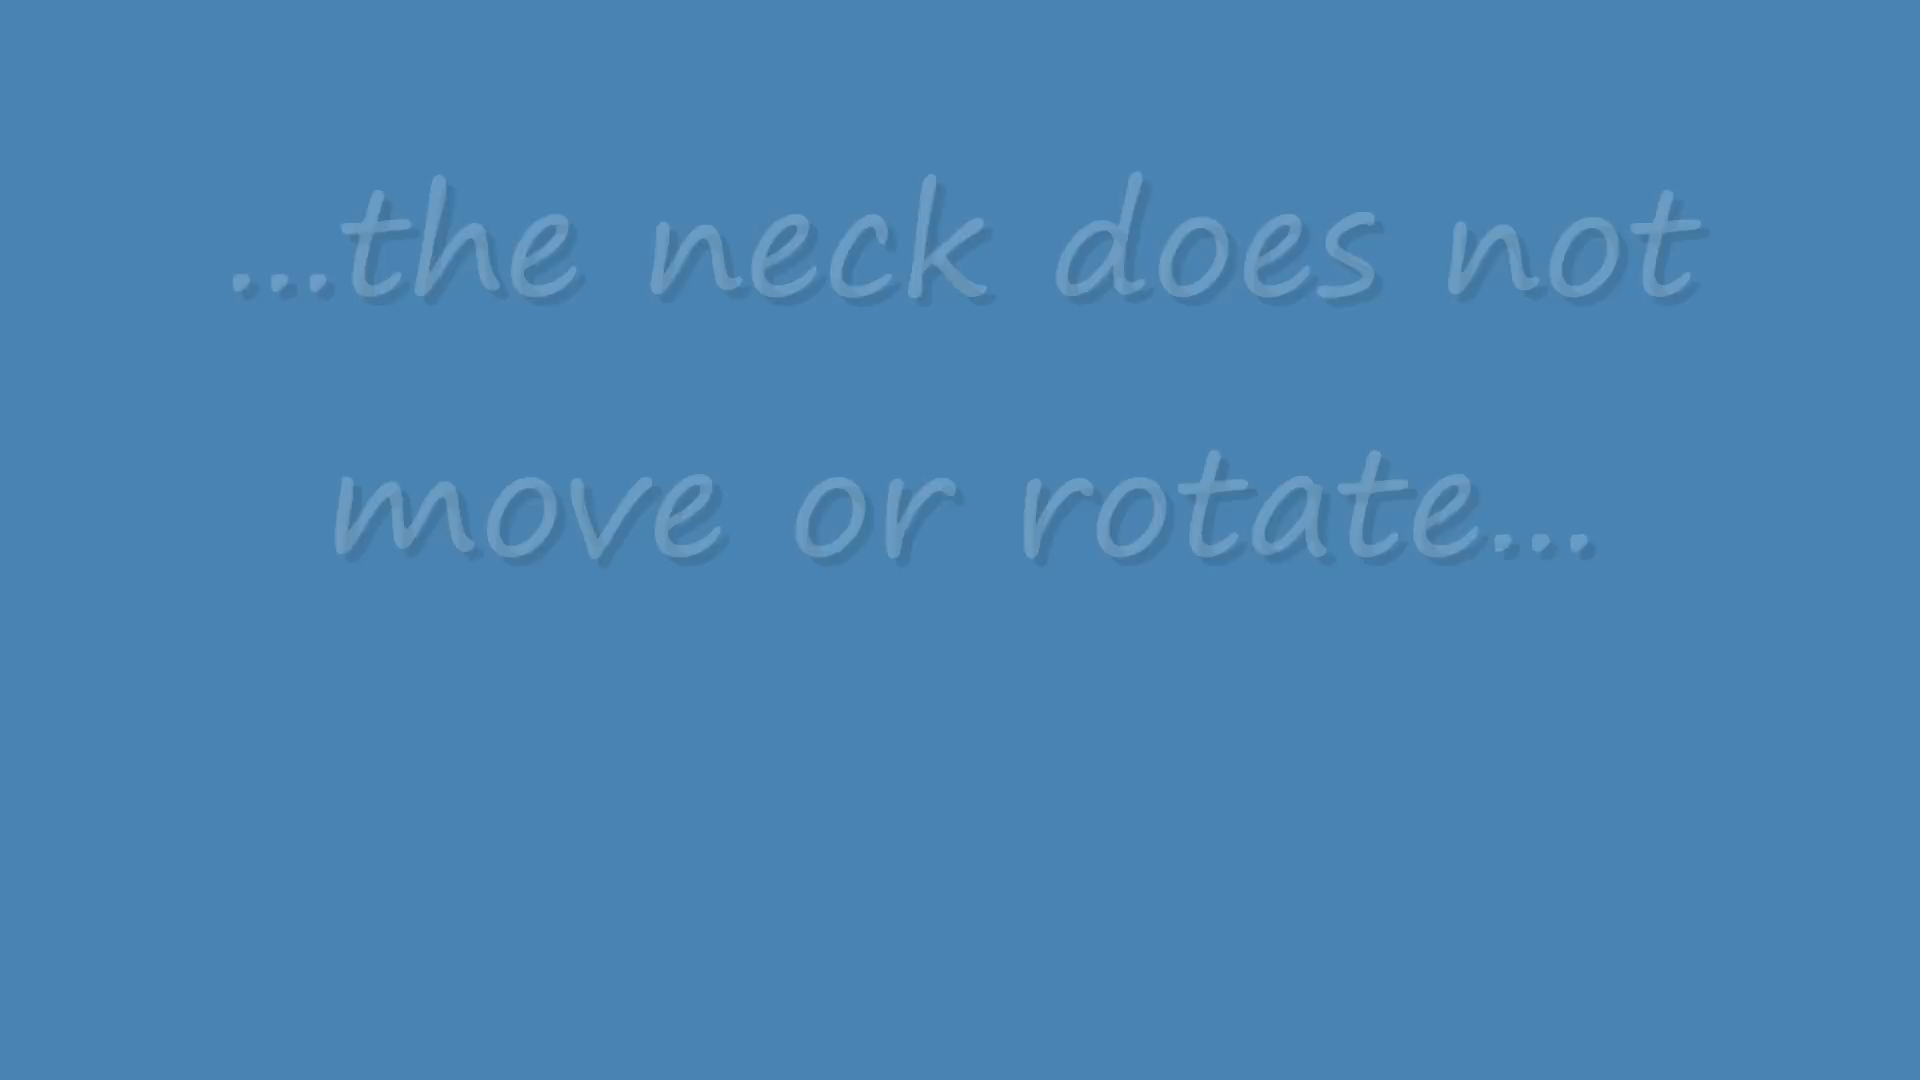 ...the neck does not
move or rotate...